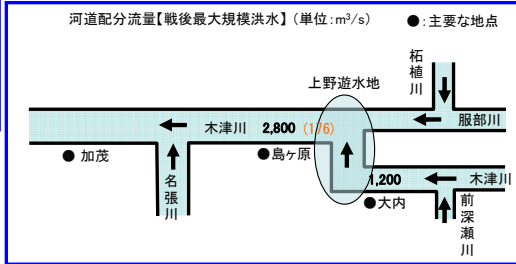 河道配分流量【戦後最大規模洪水】(単位:m³/s) ●:主要な地点
柘植川
上野遊水地
木津川 2,800 (176)
服部川
● 加茂
●島ヶ原
名張川
1,200
木津川
●大内
前深瀬川